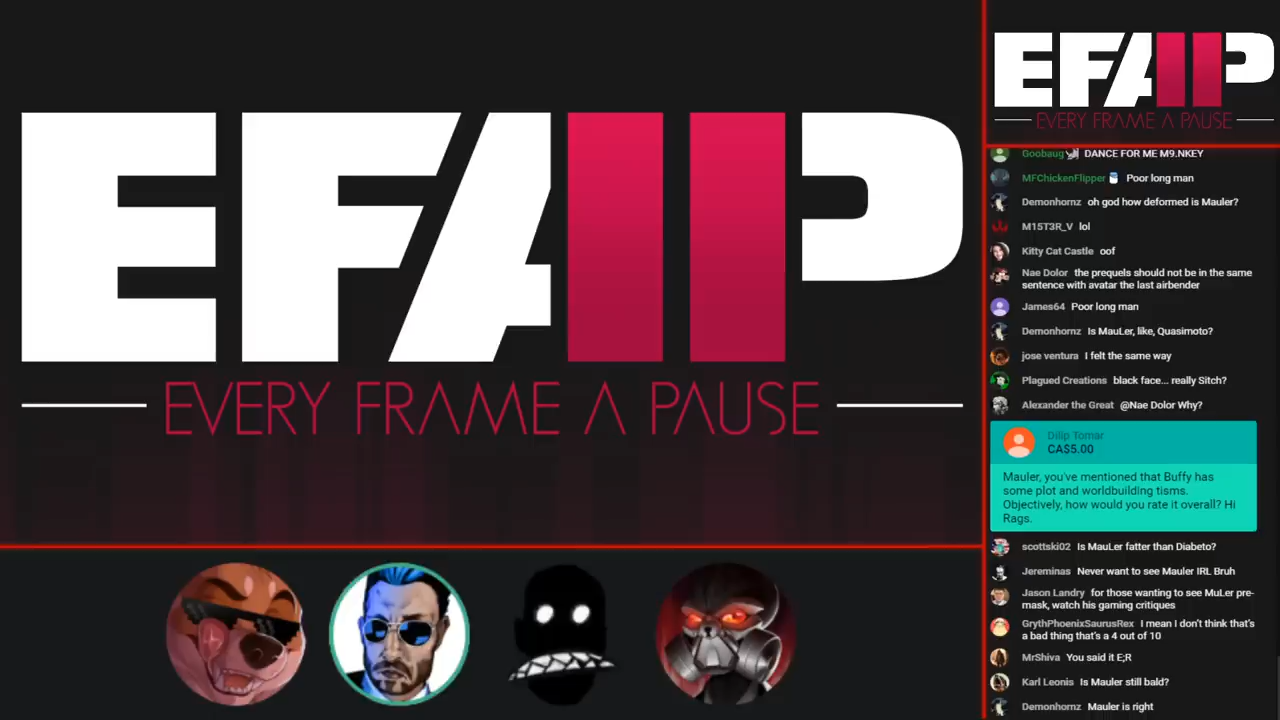 EFAP
EVERY FRAME A PAUSE
EFAP
EVERY FRAME A PAUSE
Goobaug DANCE FOR ME M9.NKEY
MFChickenFlipper Poor long man
Demonhornz oh god how deformed is Mauler?
M15T3R_V lol
Kitty Cat Castle oof
Nae Dolor the prequels should not be in the same
sentence with avatar the last airbender
James64 Poor long man
Demonhornz Is MauLer, like, Quasimoto?
jose ventura I felt the same way
Plagued Creations black face... really Sitch?
Alexander the Great @Nae Dolor Why?
Dilip Tomar
CA$5.00
Mauler, you've mentioned that Buffy has
some plot and worldbuilding tisms.
Objectively, how would you rate it overall? Hi
Rags.
scottski02 Is MauLer fatter than Diabeto?
Jereminas Never want to see Mauler IRL Bruh
Jason Landry for those wanting to see MuLer pre-
mask, watch his gaming critiques
GrythPhoenixSaurusRex I mean I don't think that's
a bad thing that's a 4 out of 10
MrShiva You said it E;R
Karl Leonis Is Mauler still bald?
Demonhornz Mauler is right